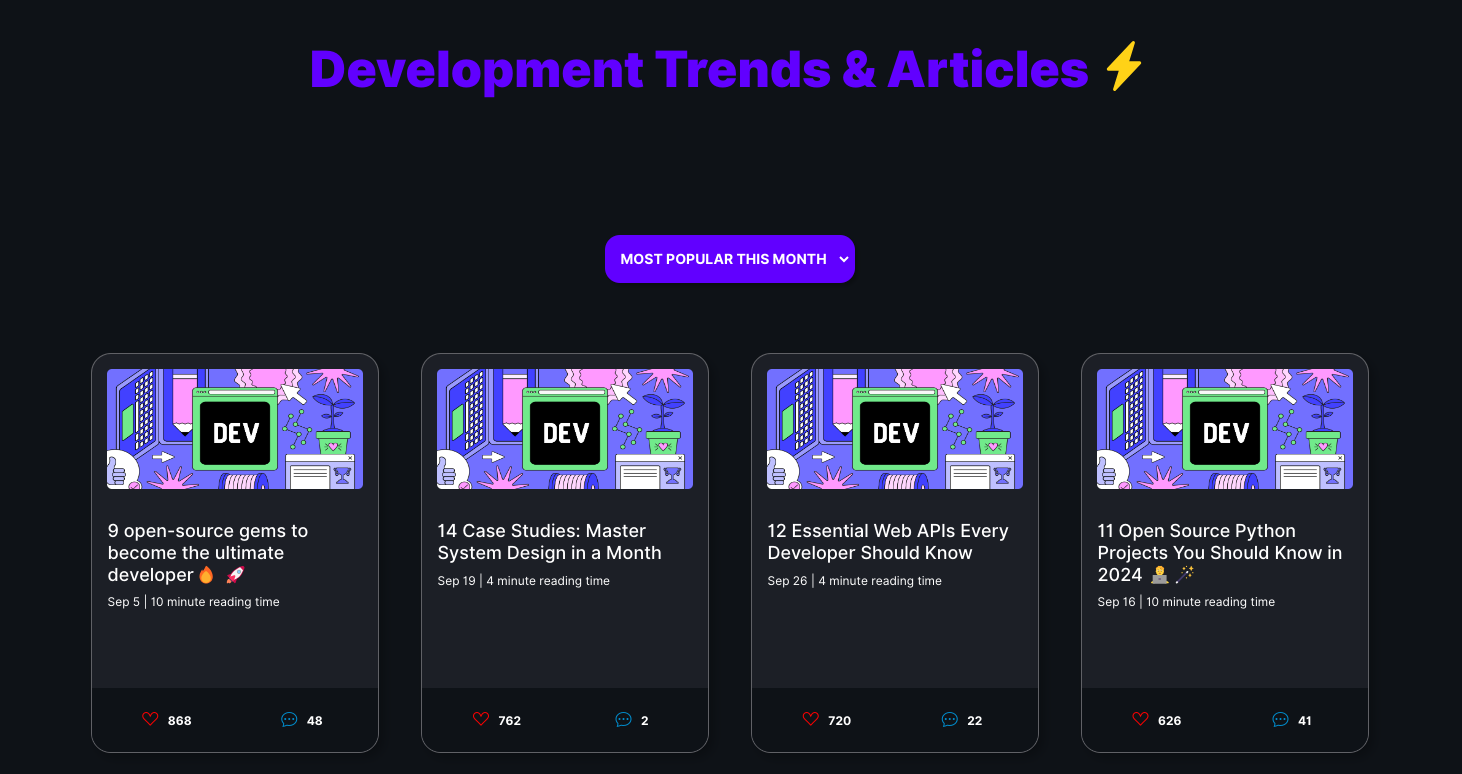 Development Trends & Articles ⚡
MOST POPULAR THIS MONTH
DEV
DEV
DEV
DEV
9 open-source gems to
become the ultimate
developer🔥 🚀
Sep 5 | 10 minute reading time
868
48
14 Case Studies: Master
System Design in a Month
Sep 19 | 4 minute reading time
762
2
12 Essential Web APIs Every
Developer Should Know
Sep 26 | 4 minute reading time
720
22
11 Open Source Python
Projects You Should Know in
2024 🧑‍💻 🪄
Sep 16 | 10 minute reading time
626
41